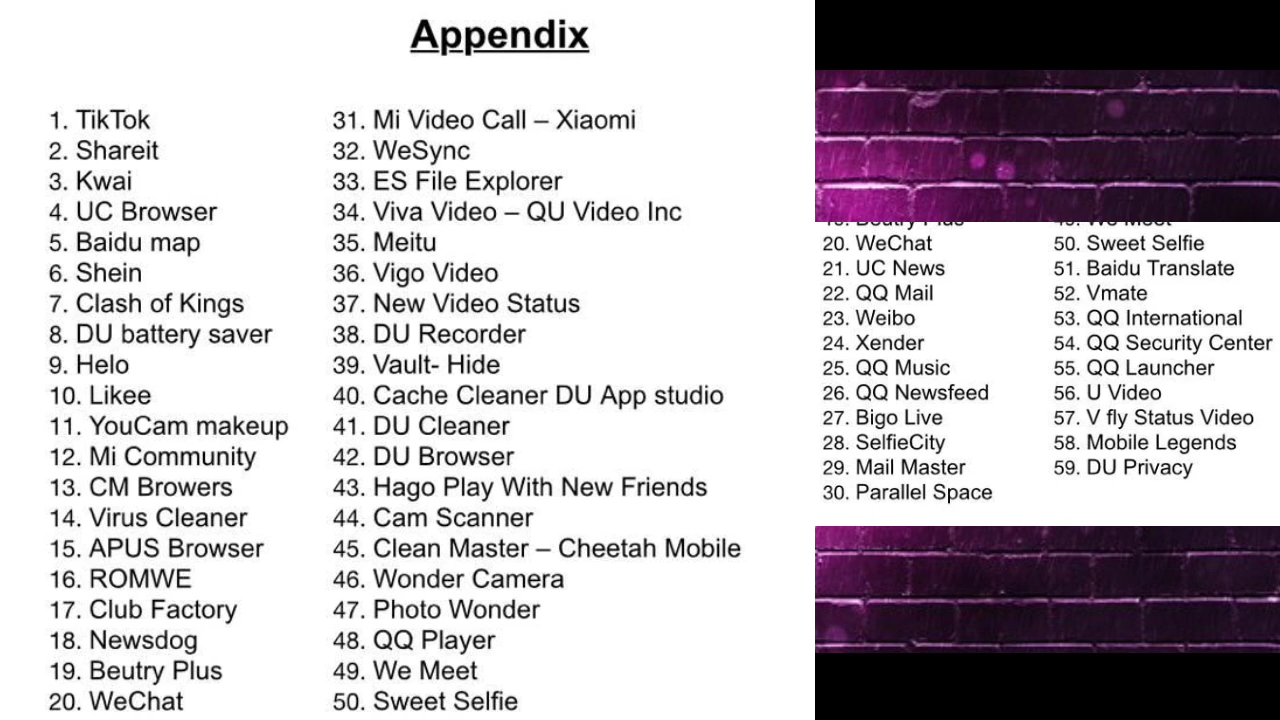 Appendix
1. TikTok
2. Shareit
3. Kwai
4. UC Browser
5. Baidu map
6. Shein
7. Clash of Kings
8. DU battery saver
9. Helo
10. Likee
11. YouCam makeup
12. Mi Community
13. CM Browers
14. Virus Cleaner
15. APUS Browser
16. ROMWE
17. Club Factory
18. Newsdog
19. Beutry Plus
20. WeChat
31. Mi Video Call – Xiaomi
32. WeSync
33. ES File Explorer
34. Viva Video – QU Video Inc
35. Meitu
36. Vigo Video
37. New Video Status
38. DU Recorder
39. Vault- Hide
40. Cache Cleaner DU App studio
41. DU Cleaner
42. DU Browser
43. Hago Play With New Friends
44. Cam Scanner
45. Clean Master – Cheetah Mobile
46. Wonder Camera
47. Photo Wonder
48. QQ Player
49. We Meet
50. Sweet Selfie
19. Beutry Plus
20. WeChat
21. UC News
22. QQ Mail
23. Weibo
24. Xender
25. QQ Music
26. QQ Newsfeed
27. Bigo Live
28. SelfieCity
29. Mail Master
30. Parallel Space
49. We Meet
50. Sweet Selfie
51. Baidu Translate
52. Vmate
53. QQ International
54. QQ Security Center
55. QQ Launcher
56. U Video
57. V fly Status Video
58. Mobile Legends
59. DU Privacy